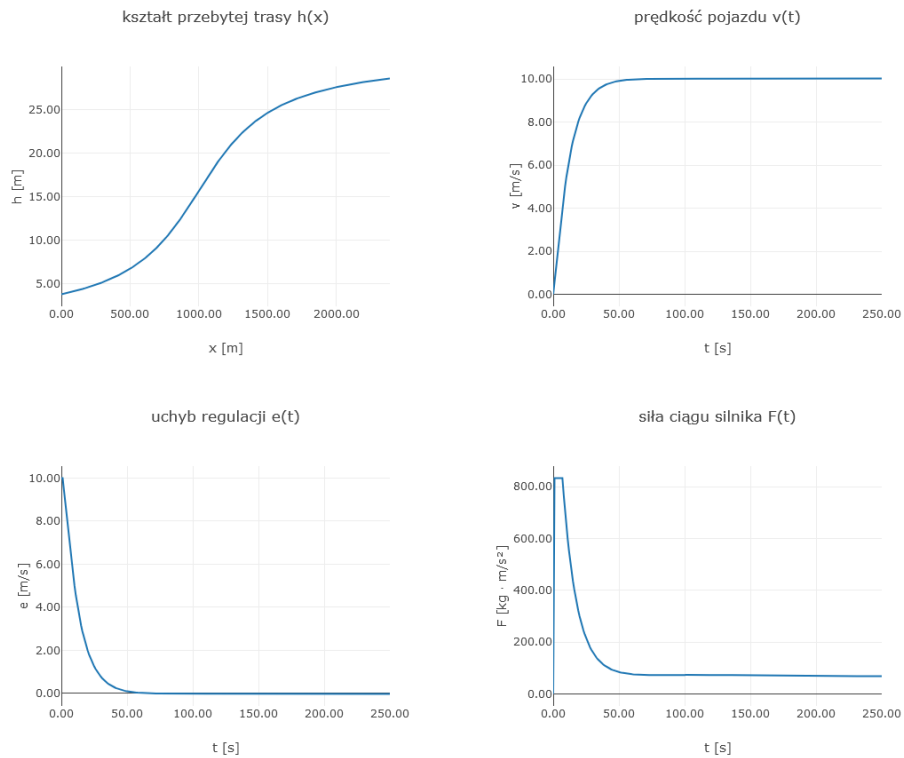 kształt przebytej trasy h(x)
25.00
20.00
15.00
10.00
5.00
h [m]
0.00 500.00 1000.00 1500.00 2000.00
x [m]
prędkość pojazdu v(t)
10.00
8.00
6.00
4.00
2.00
0.00
v [m/s]
0.00 50.00 100.00 150.00 200.00 250.00
t [s]
uchyb regulacji e(t)
10.00
8.00
6.00
4.00
2.00
0.00
e [m/s]
0.00 50.00 100.00 150.00 200.00 250.00
t [s]
siła ciągu silnika F(t)
800.00
600.00
400.00
200.00
0.00
F [kg · m/s²]
0.00 50.00 100.00 150.00 200.00 250.00
t [s]